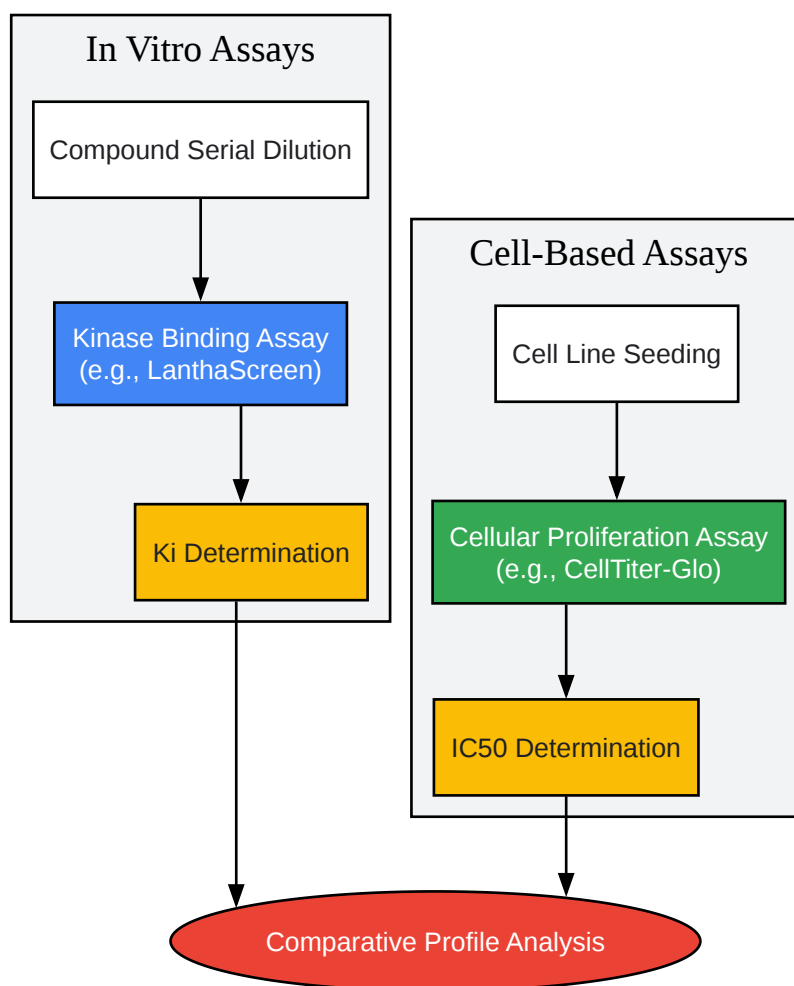 In Vitro Assays
Compound Serial Dilution
Kinase Binding Assay
(e.g., LanthaScreen)
Ki Determination
Cell-Based Assays
Cell Line Seeding
Cellular Proliferation Assay
(e.g., CellTiter-Glo)
IC50 Determination
Comparative Profile Analysis